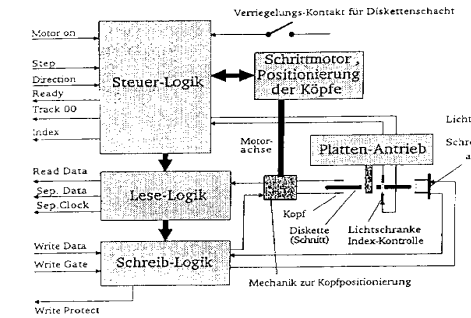 Verriegelungs-Kontakt für Diskettenschacht
Motor on
Step
Direction
Ready
Track 00
Index
Steuer-Logik
Schrittmotor,
Positionierung
der Köpfe
Motor-
achse
Platten-Antrieb
Licht
Schre
a
Read Data
Sep. Data
Sep.Clock
Lese-Logik
Kopf
Diskette
(Schnitt)
Lichtschranke
Index-Kontrolle
Write Data
Write Gate
Schreib-Logik
Mechanik zur Kopfpositionierung
Write Protect